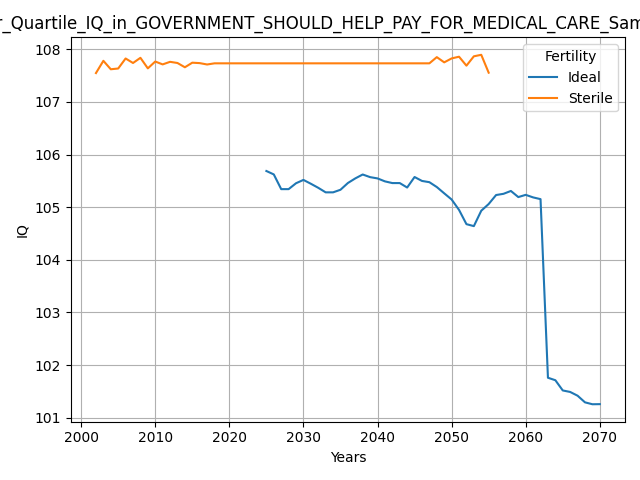 r_Quartile_IQ_in_GOVERNMENT_SHOULD_HELP_PAY_FOR_MEDICAL_CARE_Sam
108
107
106
105
104
103
102
101
IQ
Fertility
Ideal
Sterile
2000 2010 2020 2030 2040 2050 2060 2070
Years